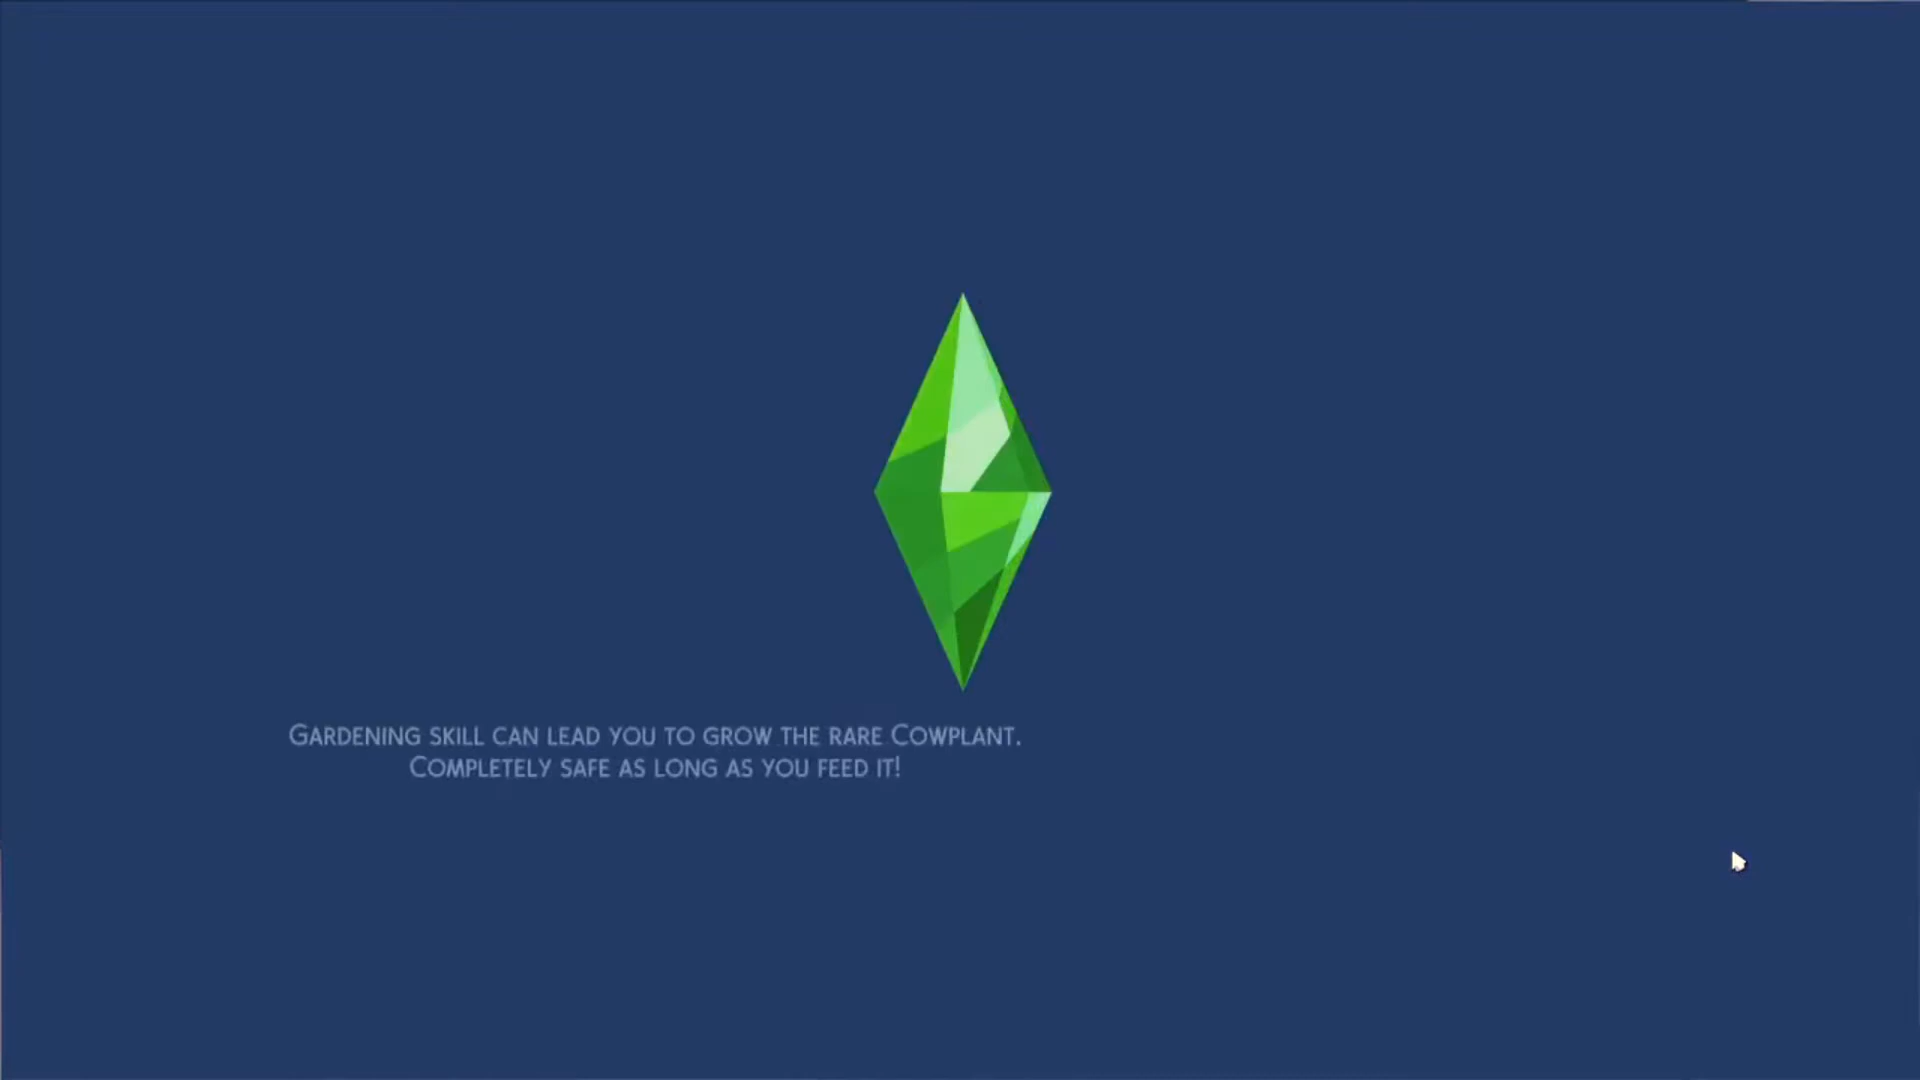 Gardening skill can lead you to grow the rare Cowplant.
Completely safe as long as you feed it!